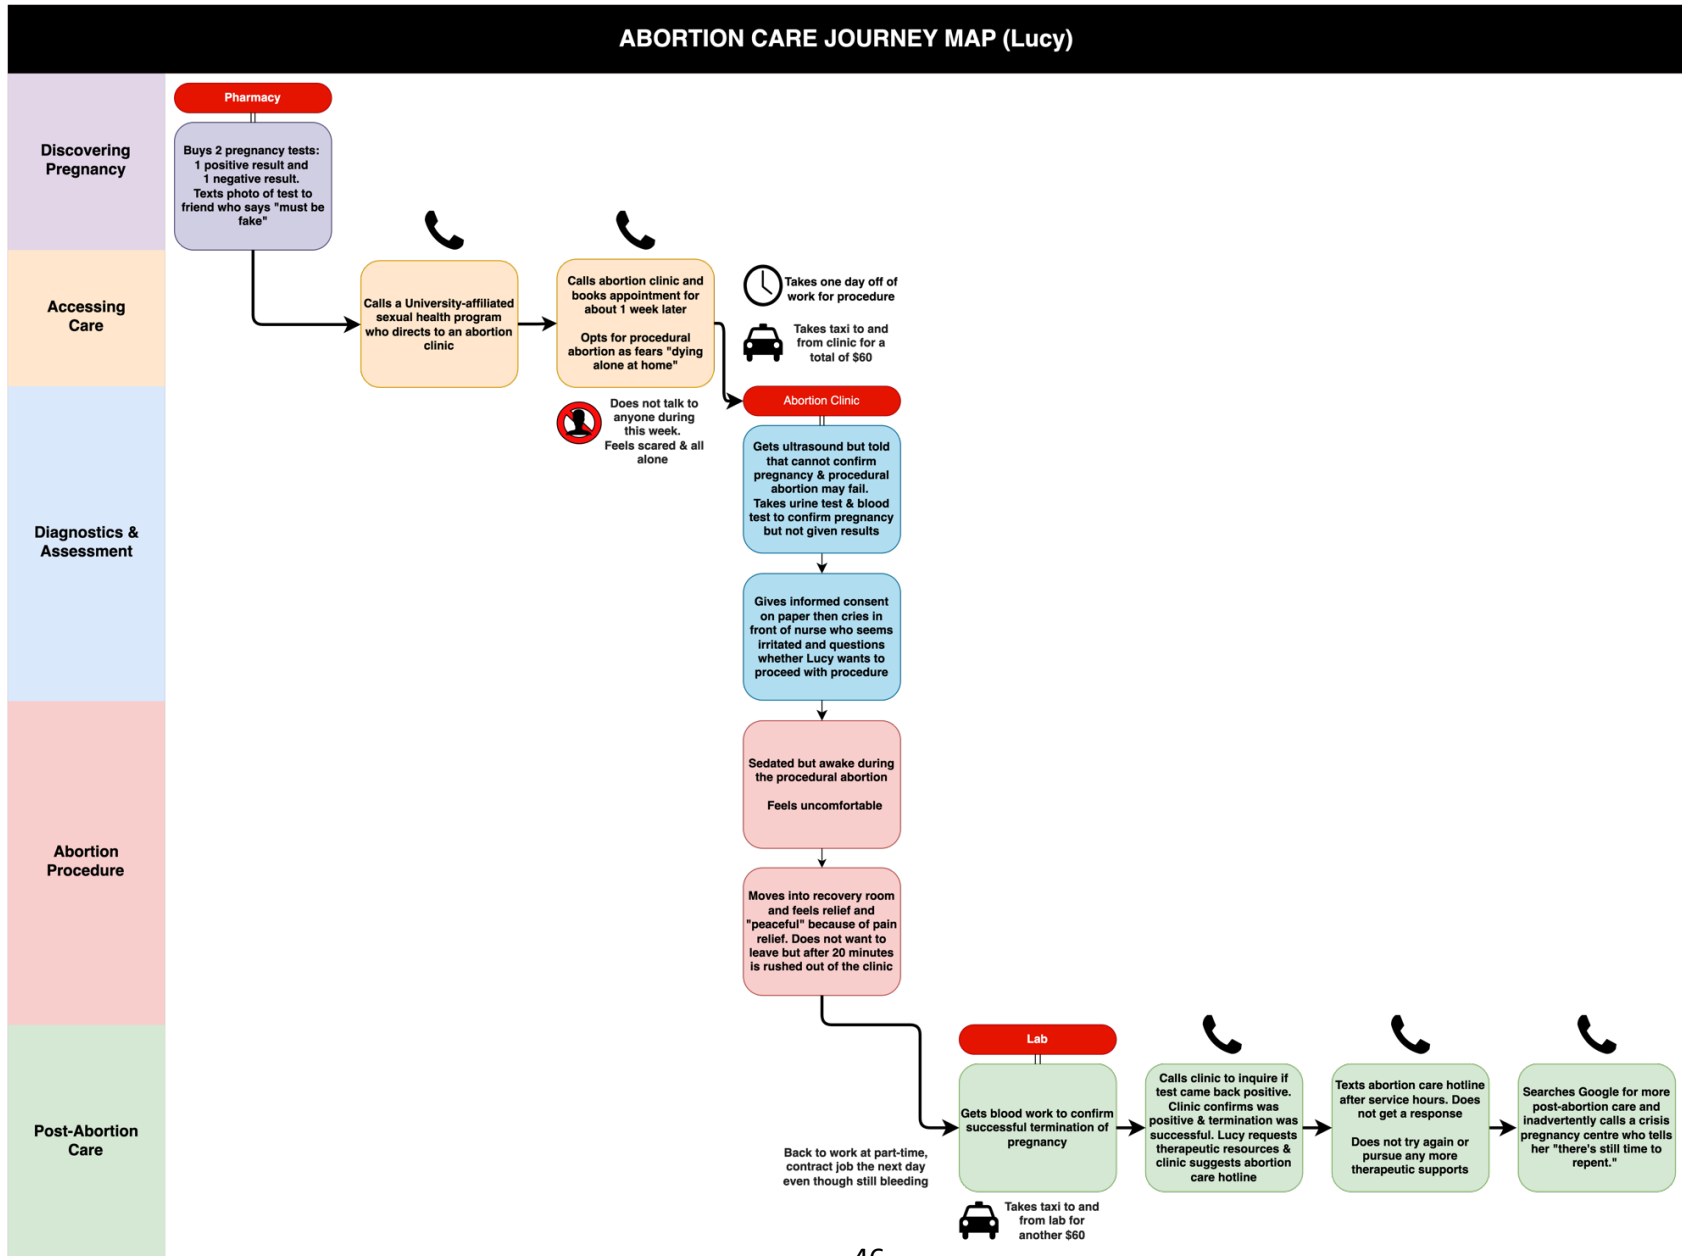 ABORTION CARE JOURNEY MAP (Lucy)
Discovering
Pregnancy
Pharmacy
Buys 2 pregnancy tests:
1 positive result and
1 negative result.
Texts photo of test to
friend who says "must be
fake"
Accessing
Care
Calls a University-affiliated
sexual health program
who directs to an abortion
clinic
Calls abortion clinic and
books appointment for
about 1 week later
Opts for procedural
abortion as fears "dying
alone at home"
Takes one day off of
work for procedure
Takes taxi to and
from clinic for a
total of $60
Does not talk to
anyone during
this week.
Feels scared & all
alone
Diagnostics &
Assessment
Abortion Clinic
Gets ultrasound but told
that cannot confirm
pregnancy & procedural
abortion may fail.
Takes urine test & blood
test to confirm pregnancy
but not given results
Gives informed consent
on paper then cries in
front of nurse who seems
irritated and questions
whether Lucy wants to
proceed with procedure
Abortion
Procedure
Sedated but awake during
the procedural abortion
Feels uncomfortable
Moves into recovery room
and feels relief and
"peaceful" because of pain
relief. Does not want to
leave but after 20 minutes
is rushed out of the clinic
Post-Abortion
Care
Back to work at part-time,
contract job the next day
even though still bleeding
Lab
Gets blood work to confirm
successful termination of
pregnancy
Takes taxi to and
from lab for
another $60
Calls clinic to inquire if
test came back positive.
Clinic confirms was
positive & termination was
successful. Lucy requests
therapeutic resources &
clinic suggests abortion
care hotline
Texts abortion care hotline
after service hours. Does
not get a response
Does not try again or
pursue any more
therapeutic supports
Searches Google for more
post-abortion care and
inadvertently calls a crisis
pregnancy centre who tells
her "there's still time to
repent."
46